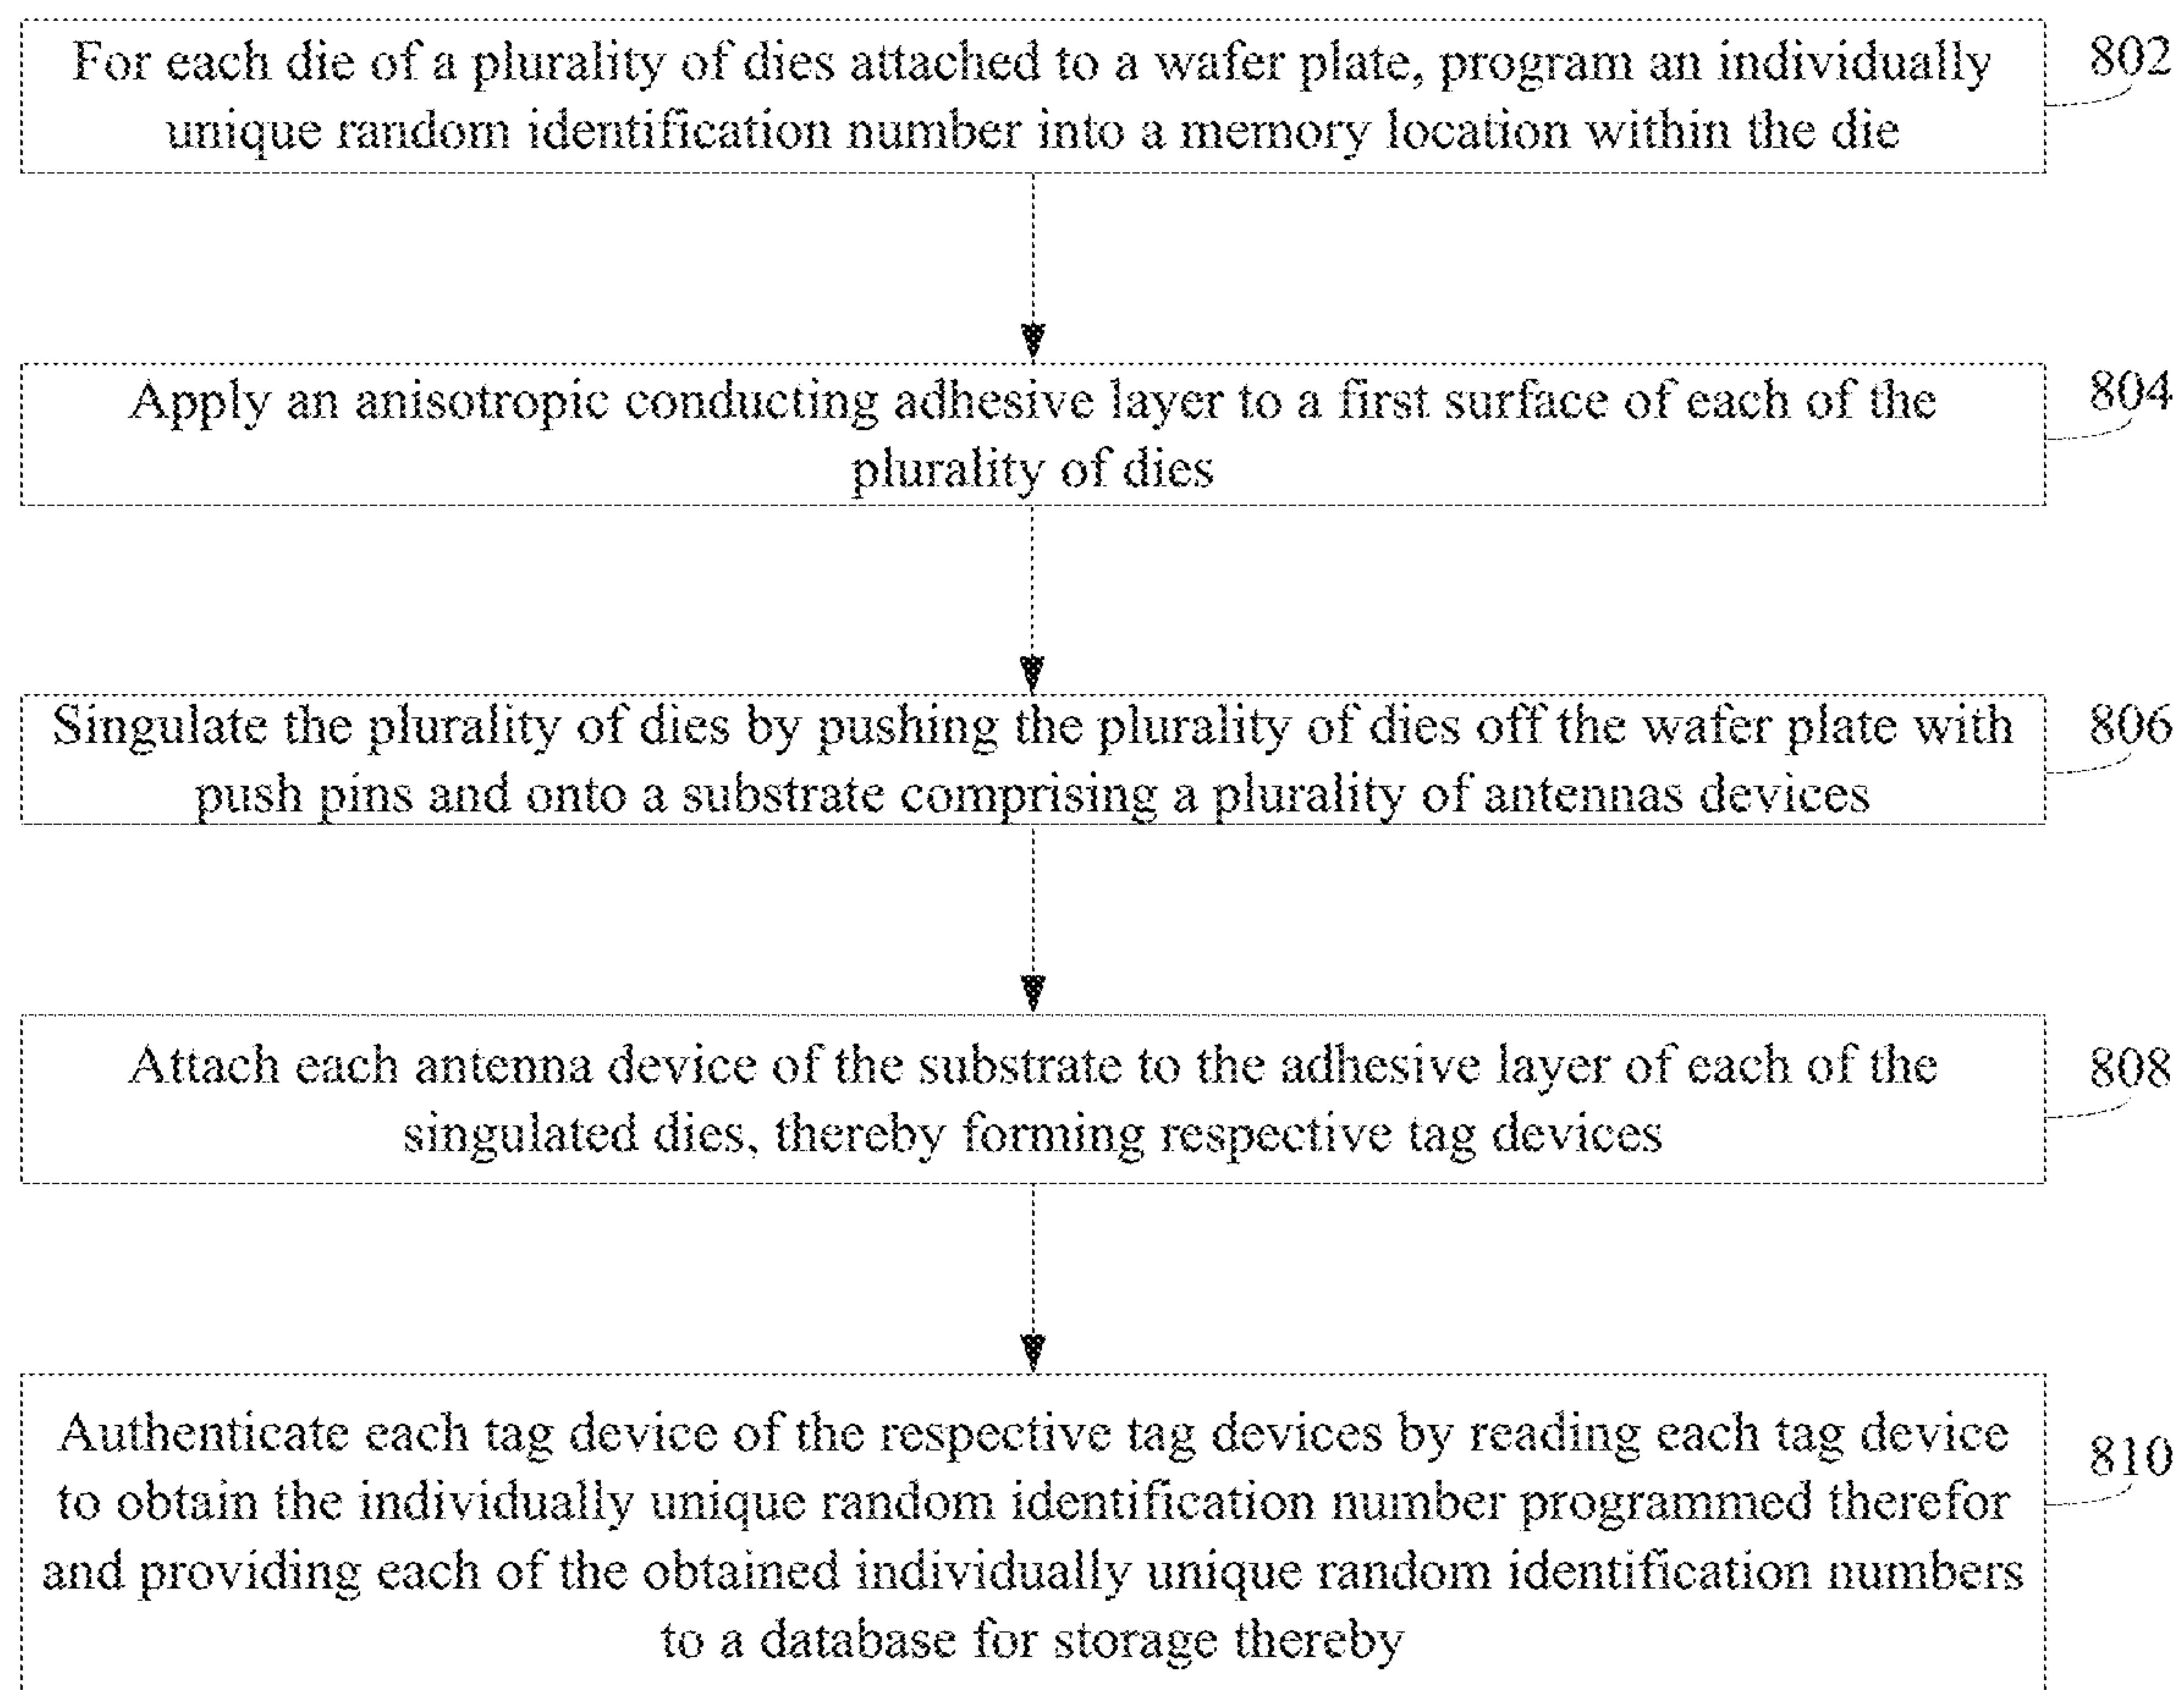 For each die of a plurality of dies attached to a wafer plate, program an individually
unique random identification number into a memory location within the die
802
Apply an anisotropic conducting adhesive layer to a first surface of each of the
plurality of dies
804
Singulate the plurality of dies by pushing the plurality of dies off the wafer plate with
push pins and onto a substrate comprising a plurality of antennas devices
806
Attach each antenna device of the substrate to the adhesive layer of each of the
singulated dies, thereby forming respective tag devices
808
Authenticate each tag device of the respective tag devices by reading each tag device
to obtain the individually unique random identification number programmed therefor
and providing each of the obtained individually unique random identification numbers
to a database for storage thereby
810